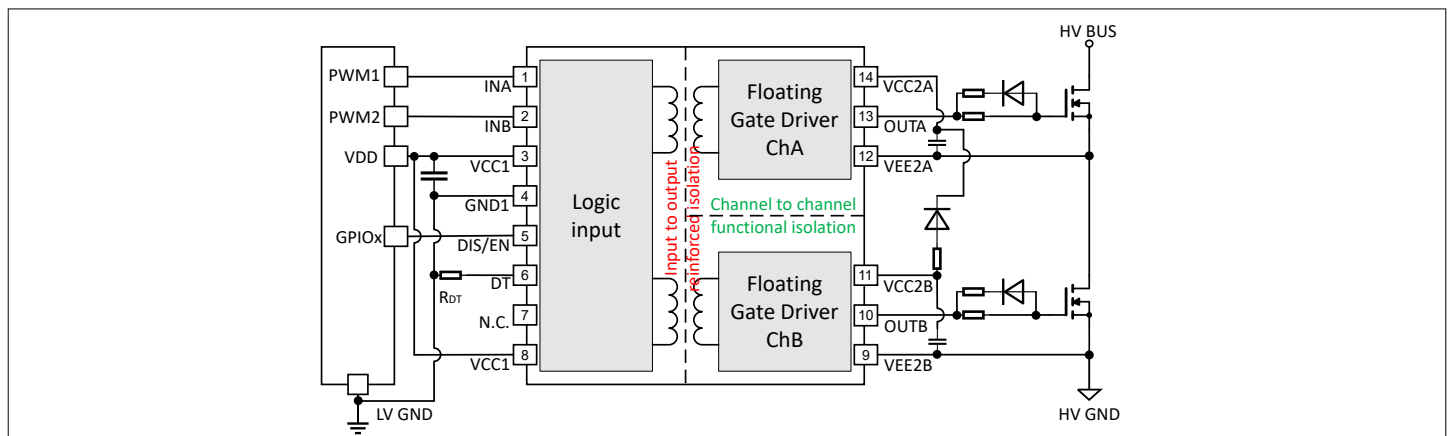 HV BUS
PWM1
1
INA
PWM2
2
INB
VDD
3
VCC1
4
GND1
GPIOx
5
DIS/EN
RDT
6
DT
7
N.C.
8
VCC1
LV GND
Logic
input
Input to output
reinforced isolation
Floating
Gate Driver
ChA
Channel to channel
functional isolation
Floating
Gate Driver
ChB
14
VCC2A
13
OUTA
12
VEE2A
11
VCC2B
10
OUTB
9
VEE2B
HV GND